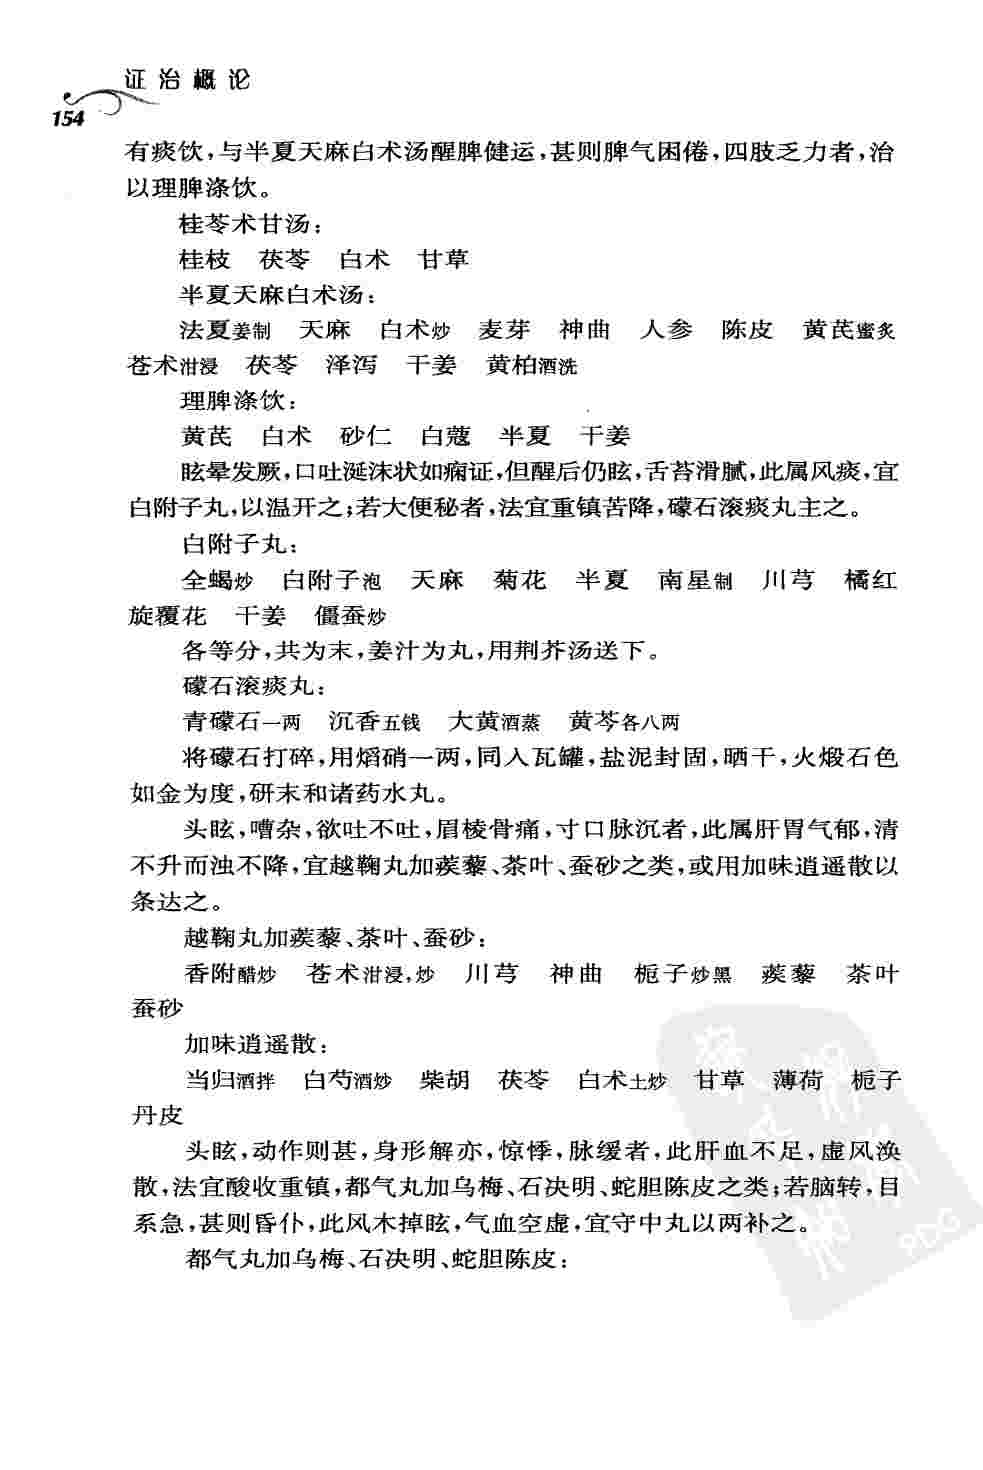 证治概论
154
有痰饮,与半夏天麻白术汤醒脾健运,甚则脾气困倦,四肢乏力者,治
以理脾涤饮。
桂苓术甘汤:
桂枝 茯苓 白术 甘草
半夏天麻白术汤:
法夏姜制 天麻 白术炒 麦芽 神曲 人参 陈皮 黄芪蜜炙
苍术泔浸 茯苓 泽泻 干姜 黄柏酒洗
理脾涤饮:
黄芪 白术 砂仁 白蔻 半夏 干姜
眩晕发厥,口吐涎沫状如痫证,但醒后仍眩,舌苔滑腻,此属风痰,宜
白附子丸,以温开之;若大便秘者,法宜重镇苦降,礞石滚痰丸主之。
白附子丸:
全蝎炒 白附子泡 天麻 菊花 半夏 南星制 川芎 橘红
旋覆花 干姜 僵蚕炒
各等分,共为末,姜汁为丸,用荆芥汤送下。
礞石滚痰丸:
青礞石一两 沉香五钱 大黄酒蒸 黄芩各八两
将礞石打碎,用焰硝一两,同入瓦罐,盐泥封固,晒干,火煅石色
如金为度,研末和诸药水丸。
头眩,嘈杂,欲吐不吐,眉棱骨痛,寸口脉沉者,此属肝胃气郁,清
不升而浊不降,宜越鞠丸加蒺藜、茶叶、蚕砂之类,或用加味逍遥散以
条达之。
越鞠丸加蒺藜、茶叶、蚕砂:
香附醋炒 苍术泔浸,炒 川芎 神曲 栀子炒黑 蒺藜 茶叶
蚕砂
加味逍遥散:
当归酒拌 白芍酒炒 柴胡 茯苓 白术土炒 甘草 薄荷 栀子
丹皮
头眩,动作则甚,身形解亦,惊悸,脉缓者,此肝血不足,虚风涣
散,法宜酸收重镇,都气丸加乌梅、石决明、蛇胆陈皮之类;若脑转,目
系急,甚则昏仆,此风木掉眩,气血空虚,宜守中丸以两补之。
都气丸加乌梅、石决明、蛇胆陈皮:
PDG